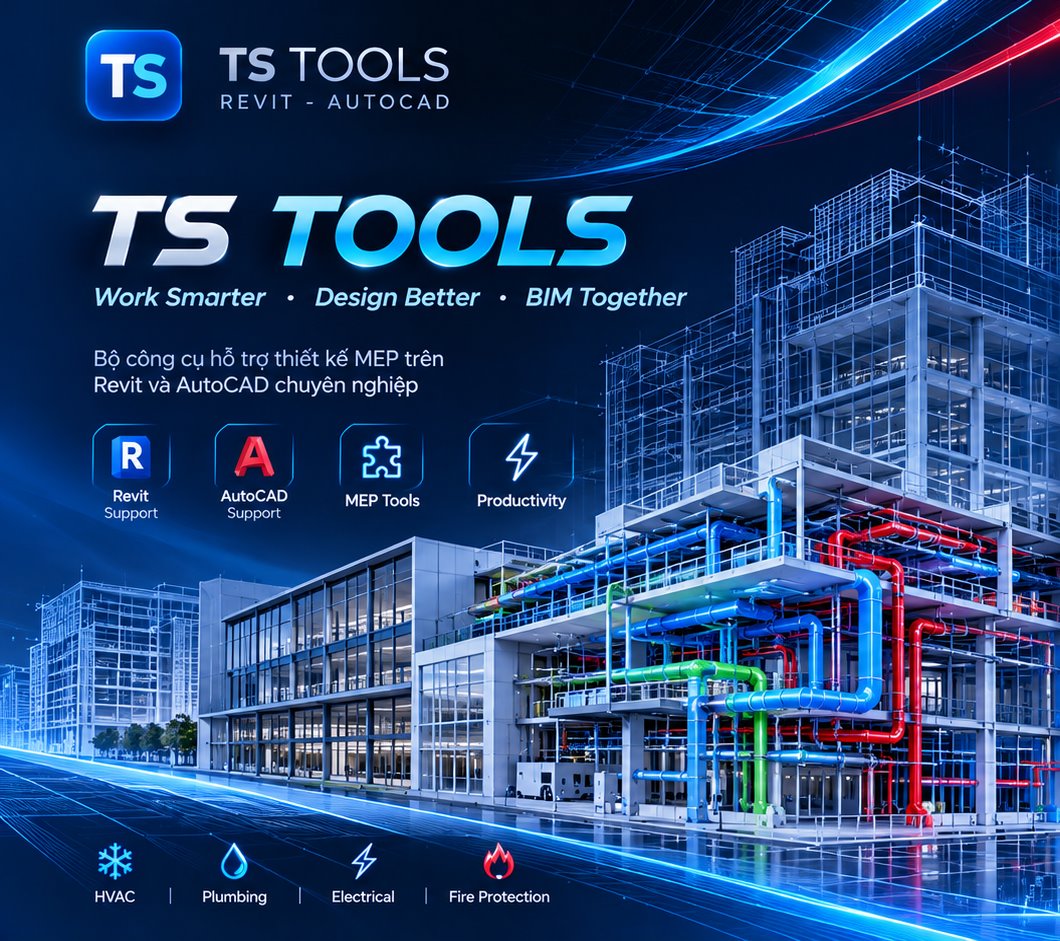 TS
TS TOOLS
REVIT - AUTOCAD
TS TOOLS
Work Smarter • Design Better • BIM Together
Bộ công cụ hỗ trợ thiết kế MEP trên
Revit và AutoCAD chuyên nghiệp
R
Revit
Support
A
AutoCAD
Support
MEP Tools
Productivity
HVAC | Plumbing | Electrical | Fire Protection